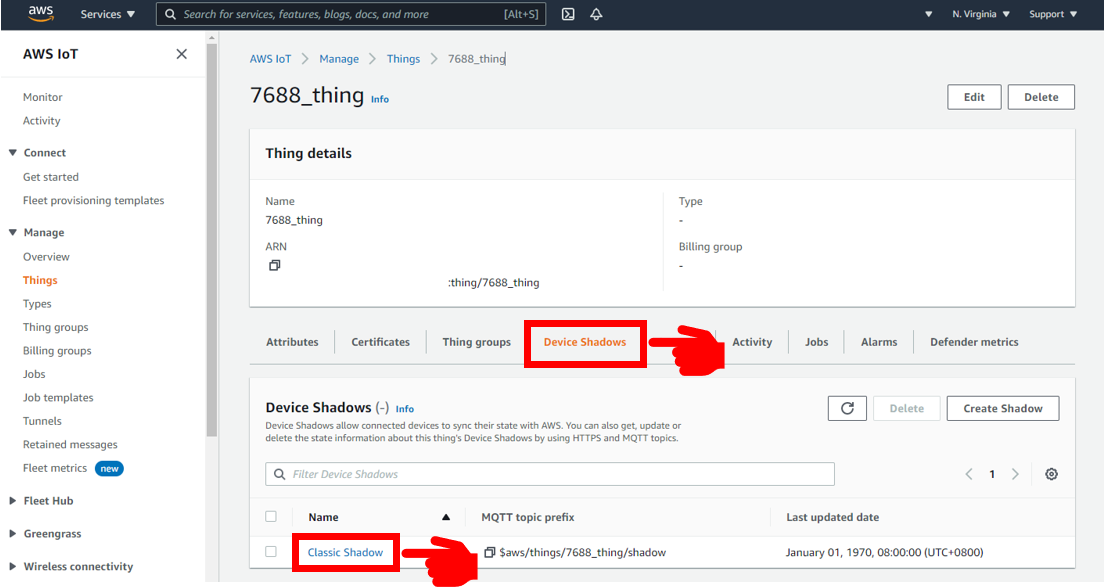 aws Services Search for services, features, blogs, docs, and more [Alt+S] N. Virginia Support
AWS IoT
Monitor
Activity
Connect
Get started
Fleet provisioning templates
Manage
Overview
Things
Types
Thing groups
Billing groups
Jobs
Job templates
Tunnels
Retained messages
Fleet metrics new
Fleet Hub
Greengrass
Wireless connectivity
AWS IoT Manage Things 7688_thing
7688_thing Info
Edit Delete
Thing details
Name
7688_thing
ARN
:thing/7688_thing
Type
-
Billing group
-
Attributes Certificates Thing groups Device Shadows Activity Jobs Alarms Defender metrics
Device Shadows (-) Info
Device Shadows allow connected devices to sync their state with AWS. You can also get, update or
delete the state information about this thing's Device Shadows by using HTTPS and MQTT topics.
Delete Create Shadow
Filter Device Shadows
1
Name MQTT topic prefix Last updated date
Classic Shadow $aws/things/7688_thing/shadow January 01, 1970, 08:00:00 (UTC+0800)